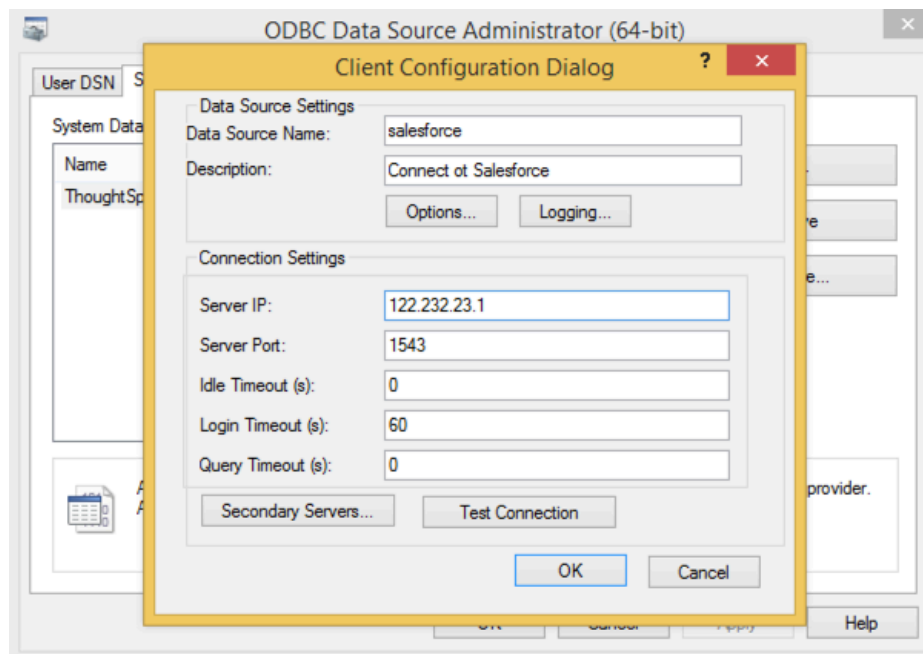 ODBC Data Source Administrator (64-bit)
Client Configuration Dialog
?
User DSN
Data Source Settings
System Data
Data Source Name:
salesforce
Name
Description:
Connect ot Salesforce
ThoughtSp
Options...
Logging...
Connection Settings
Server IP:
122.232.23.1
Server Port:
1543
Idle Timeout (s):
0
Login Timeout (s):
60
Query Timeout (s):
0
provider.
Secondary Servers...
Test Connection
OK
Cancel
Apply
Help